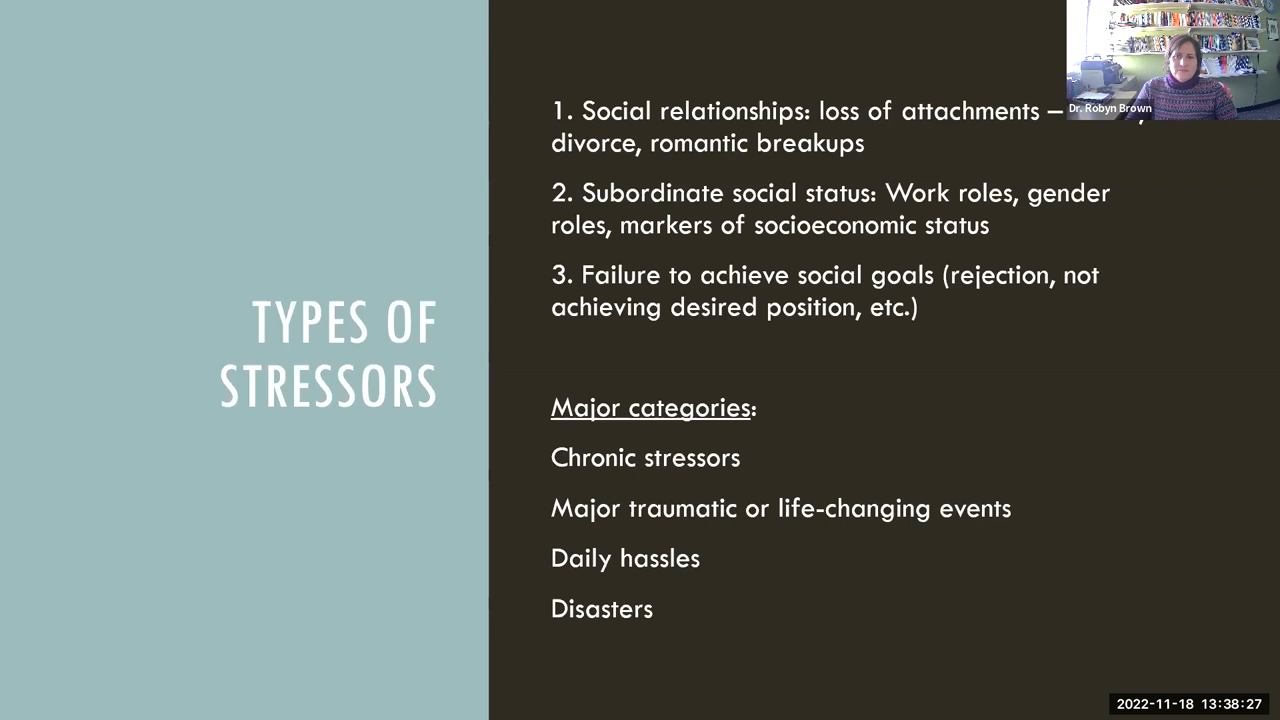 TYPES OF
STRESSORS
1. Social relationships: loss of attachments –
divorce, romantic breakups
2. Subordinate social status: Work roles, gender
roles, markers of socioeconomic status
3. Failure to achieve social goals (rejection, not
achieving desired position, etc.)
Major categories:
Chronic stressors
Major traumatic or life-changing events
Daily hassles
Disasters
Dr. Robyn Brown
2022-11-18 13:38:27